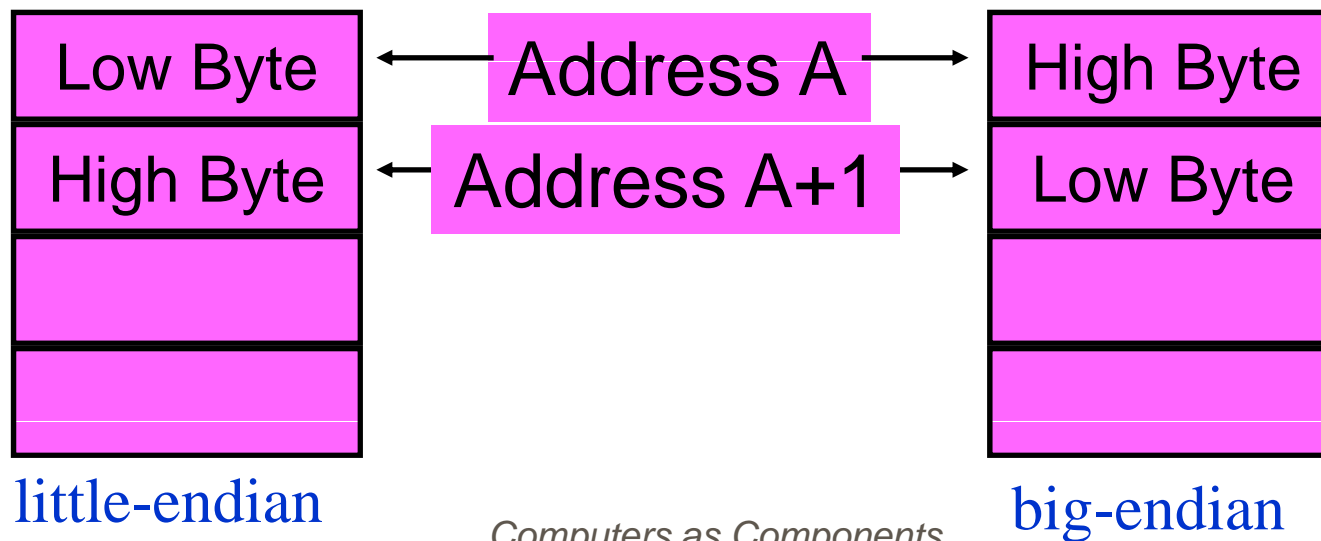 Low Byte Address A High Byte
High Byte Address A+1 Low Byte
little-endian big-endian
Computers as Components